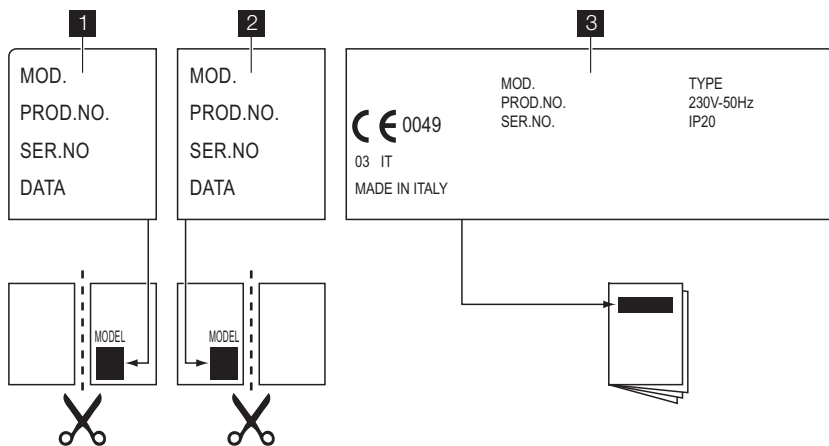 1
MOD.
PROD.NO.
SER.NO
DATA
MODEL
2
MOD.
PROD.NO.
SER.NO
DATA
MODEL
3
CE 0049
03 IT
MADE IN ITALY
MOD.
PROD.NO.
SER.NO.
TYPE
230V-50Hz
IP20